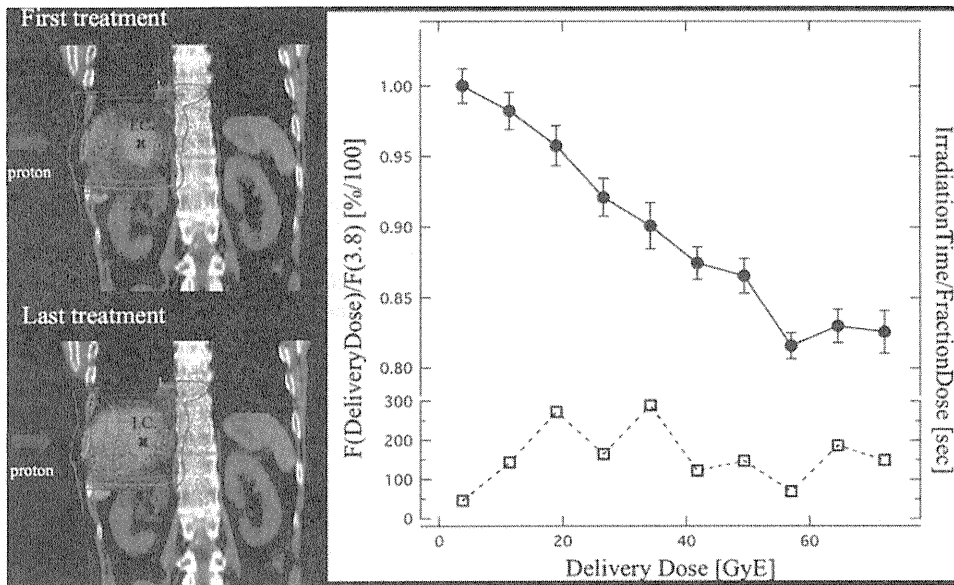 First treatment
I.C.
proton
Last treatment
I.C.
proton
F(DeliveryDose)/F(3.8) [%/100]
1.00
0.95
0.90
0.85
0.80
300
200
100
0
0
20
40
60
Delivery Dose [GyE]
IrradiationTime/FractionDose [sec]